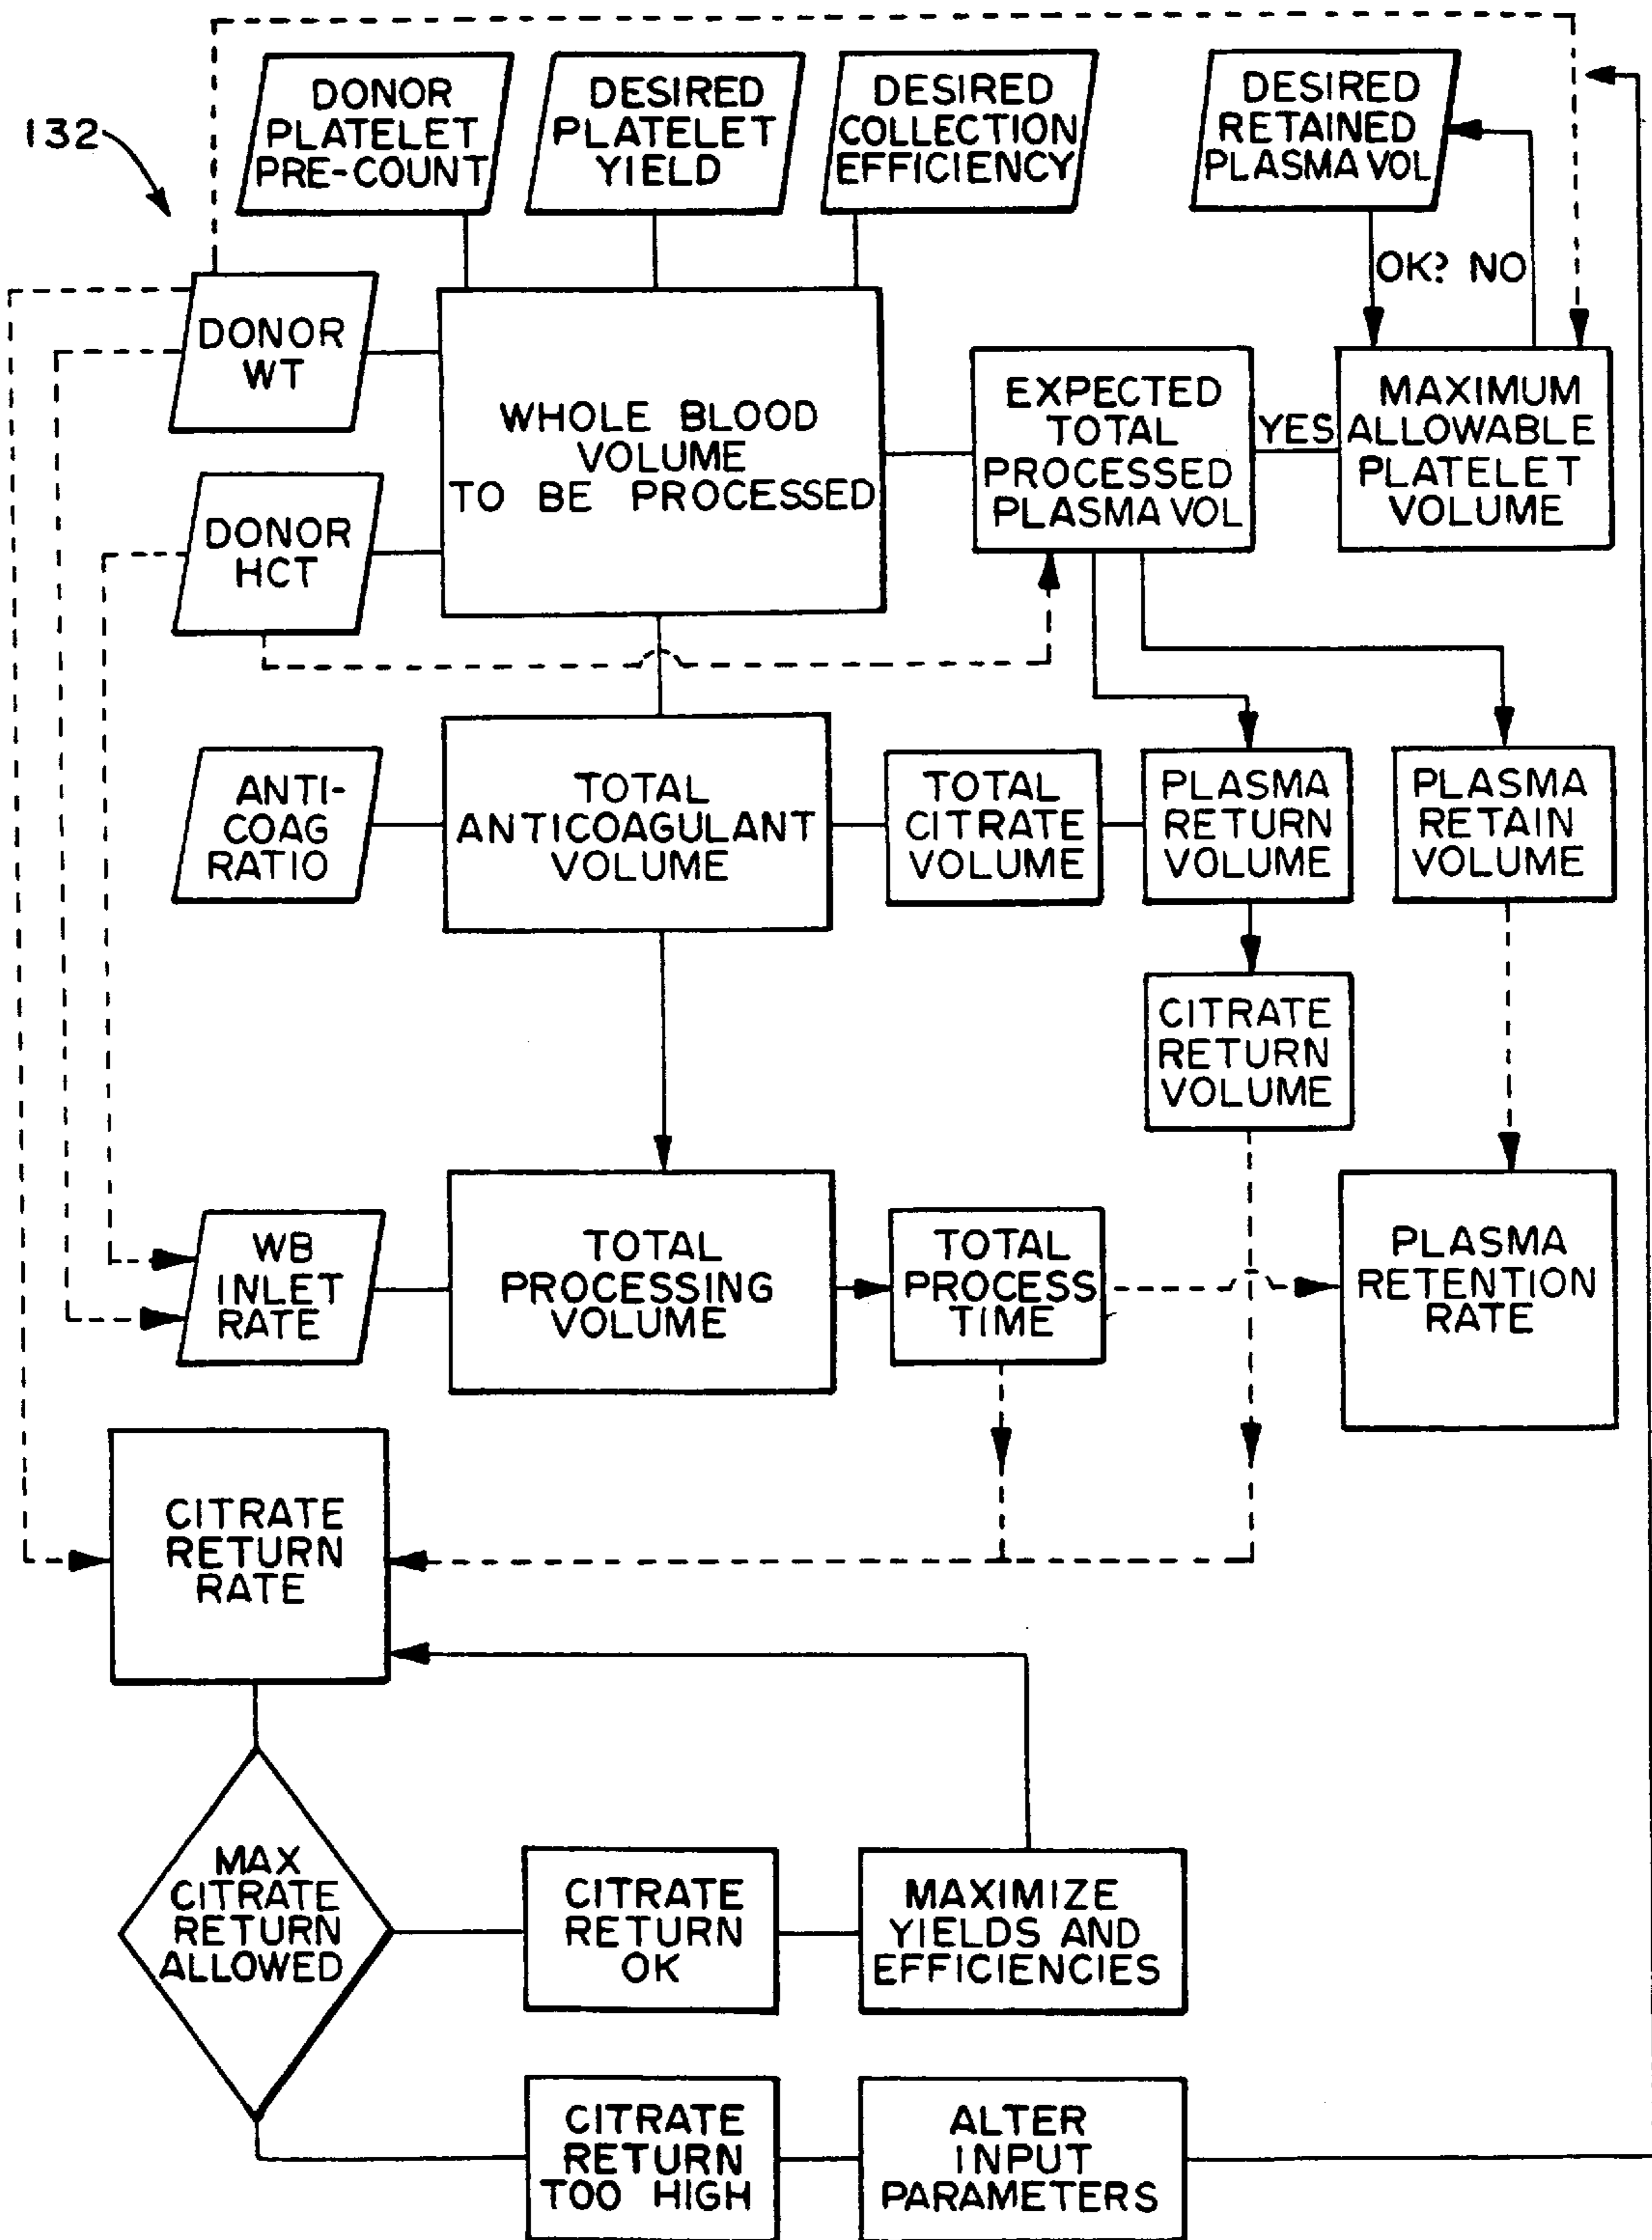 132
DONOR
PLATELET
PRE-COUNT
DESIRED
PLATELET
YIELD
DESIRED
COLLECTION
EFFICIENCY
DESIRED
RETAINED
PLASMA VOL
OK? NO
DONOR
WT
WHOLE BLOOD
VOLUME
TO BE PROCESSED
EXPECTED
TOTAL
PROCESSED
PLASMA VOL
YES
MAXIMUM
ALLOWABLE
PLATELET
VOLUME
DONOR
HCT
ANTI-
COAG
RATIO
TOTAL
ANTICOAGULANT
VOLUME
TOTAL
CITRATE
VOLUME
PLASMA
RETURN
VOLUME
PLASMA
RETAIN
VOLUME
CITRATE
RETURN
VOLUME
WB
INLET
RATE
TOTAL
PROCESSING
VOLUME
TOTAL
PROCESS
TIME
PLASMA
RETENTION
RATE
CITRATE
RETURN
RATE
MAX
CITRATE
RETURN
ALLOWED
CITRATE
RETURN
OK
MAXIMIZE
YIELDS AND
EFFICIENCIES
CITRATE
RETURN
TOO HIGH
ALTER
INPUT
PARAMETERS